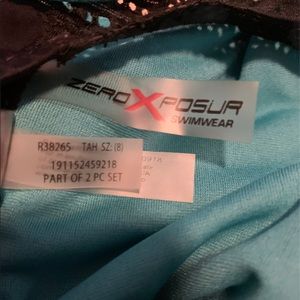 ZEROXPOSUR
SWIMWEAR
R38265 TAH SZ: (8)
191152459218
PART OF 2 PC SET